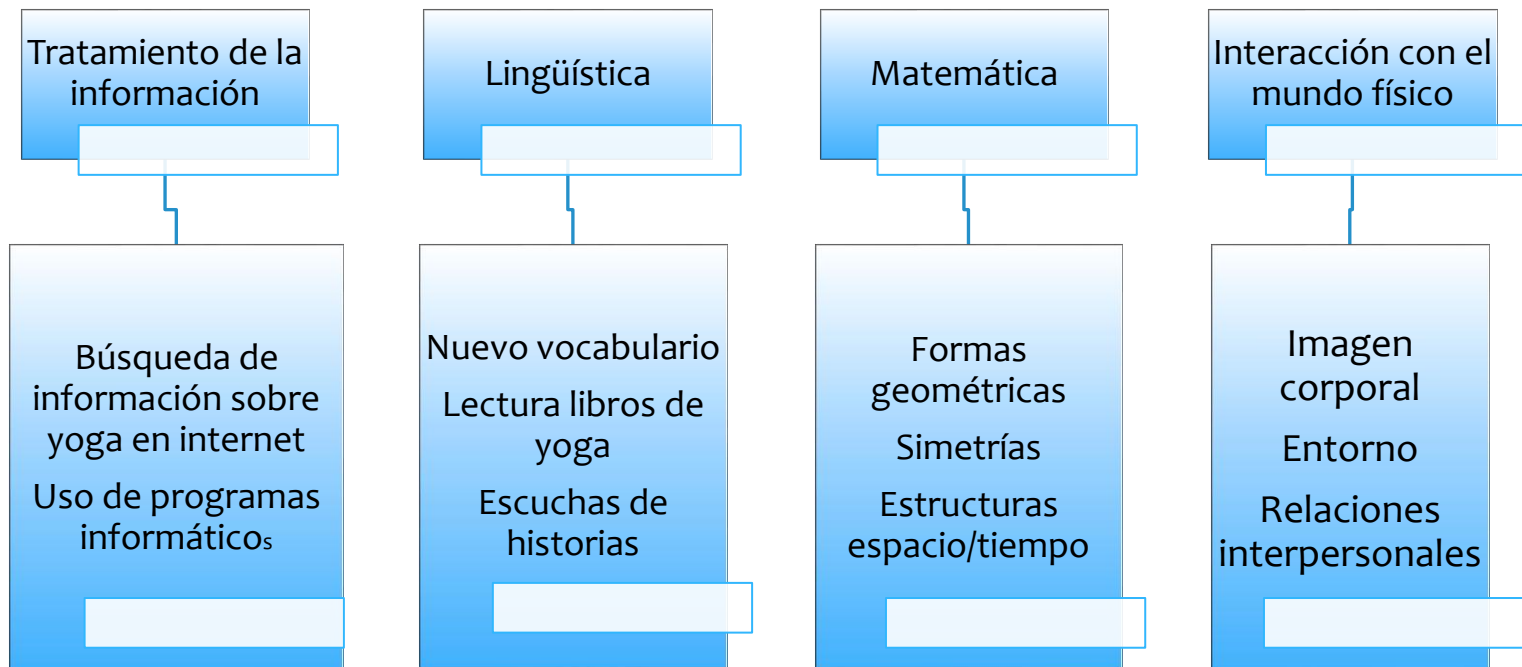 Tratamiento de la
información
Búsqueda de
información sobre
yoga en internet
Uso de programas
informáticos
Lingüística
Nuevo vocabulario
Lectura libros de
yoga
Escuchas de
historias
Matemática
Formas
geométricas
Simetrías
Estructuras
espacio/tiempo
Interacción con el
mundo físico
Imagen
corporal
Entorno
Relaciones
interpersonales